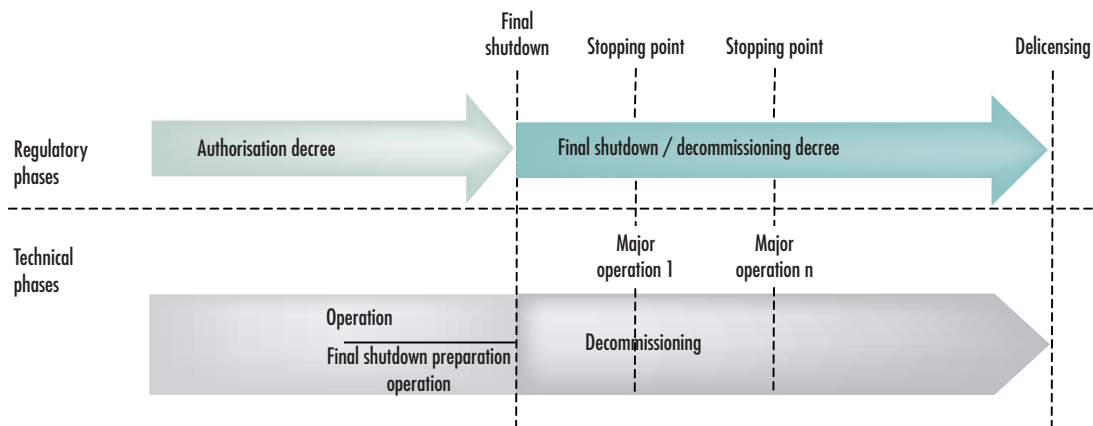 Final
shutdown
Stopping point
Stopping point
Delicensing
Regulatory
phases
Authorisation decree
Final shutdown / decommissioning decree
Technical
phases
Major
operation 1
Major
operation n
Operation
Final shutdown preparation
operation
Decommissioning